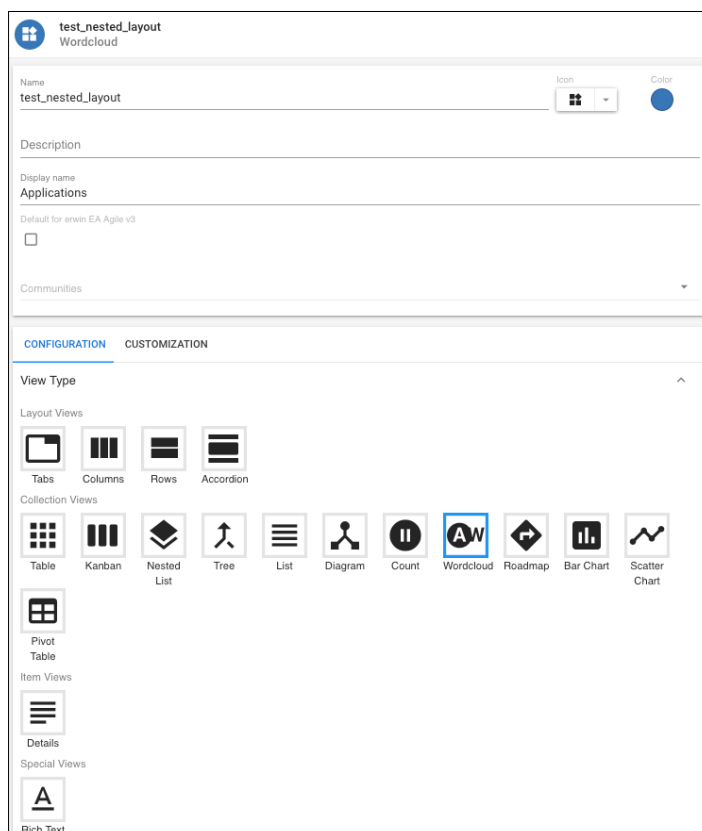 test_nested_layout
Wordcloud
Name
Icon
Color
test_nested_layout
Description
Display name
Applications
Default for erwin EA Agile v3
Communities
CONFIGURATION CUSTOMIZATION
View Type
Layout Views
Tabs Columns Rows Accordion
Collection Views
AW
Table Kanban Nested List Tree List Diagram Count Wordcloud Roadmap Bar Chart Scatter Chart
Pivot Table
Item Views
Details
Special Views
A
Rich Text